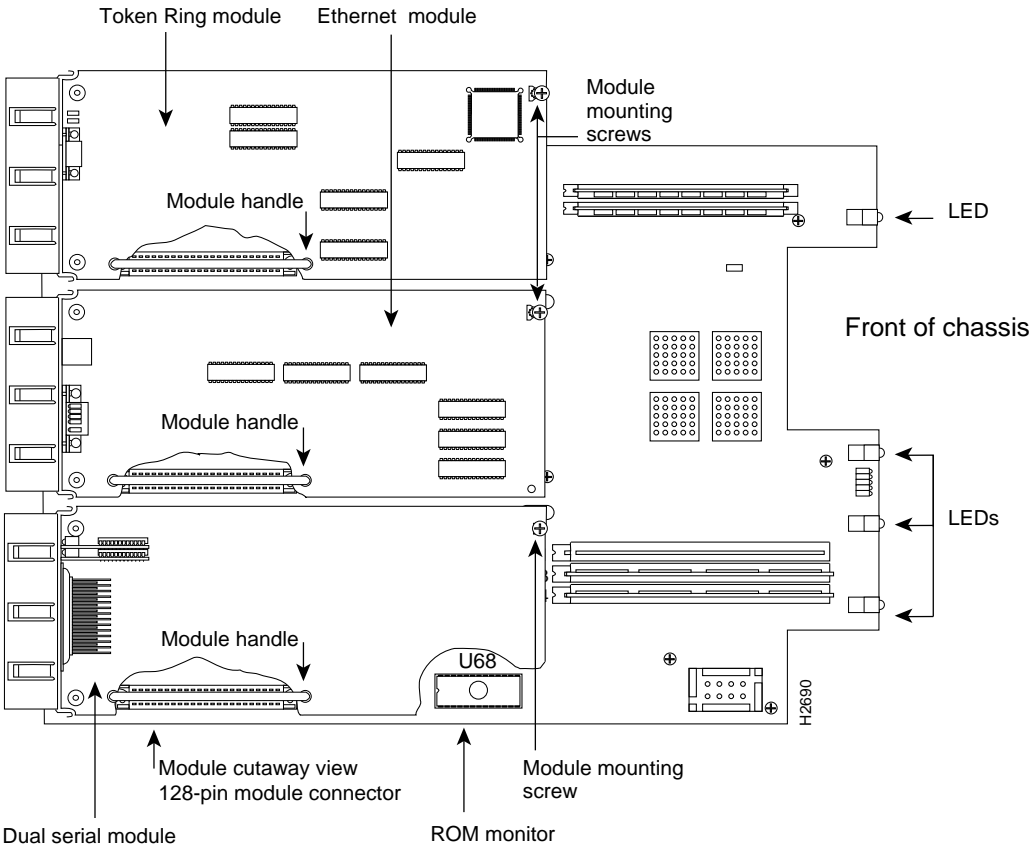 Token Ring module
Ethernet module
Module
mounting
screws
Module handle
LED
Front of chassis
Module handle
LEDs
Module handle
U68
H2690
Module cutaway view
128-pin module connector
Module mounting
screw
Dual serial module
ROM monitor